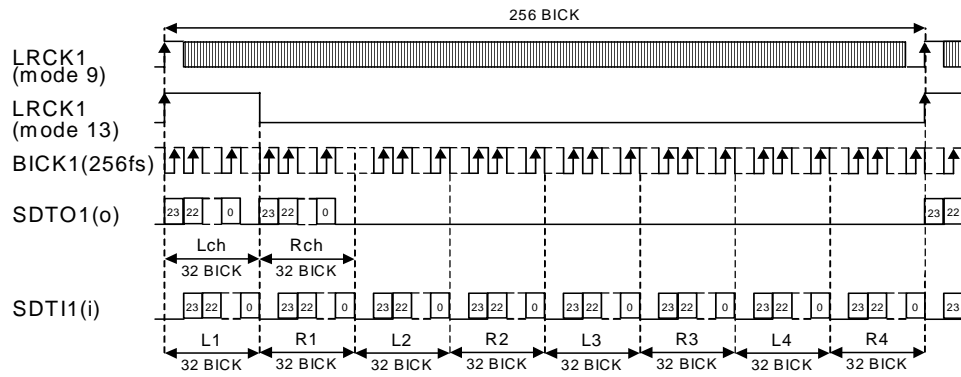 256 BICK
LRCK1
(mode 9)
LRCK1
(mode 13)
BICK1(256fs)
SDTO1(o)
23 22 0 23 22 0 23 22
Lch Rch
32 BICK 32 BICK
SDTI1(i)
23 22 0 23 22 0 23 22 0 23 22 0 23 22 0 23 22 0 23 22 0 23 22 0 23
L1 R1 L2 R2 L3 R3 L4 R4
32 BICK 32 BICK 32 BICK 32 BICK 32 BICK 32 BICK 32 BICK 32 BICK